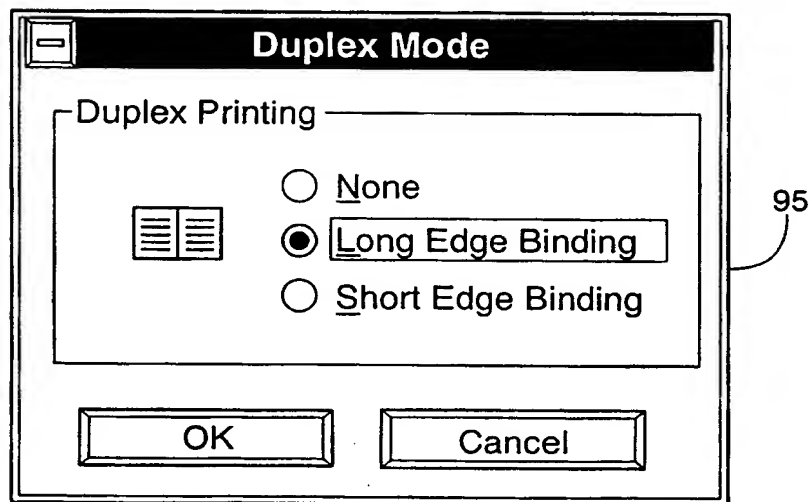 Duplex Mode
Duplex Printing
None
Long Edge Binding
Short Edge Binding
95
OK
Cancel